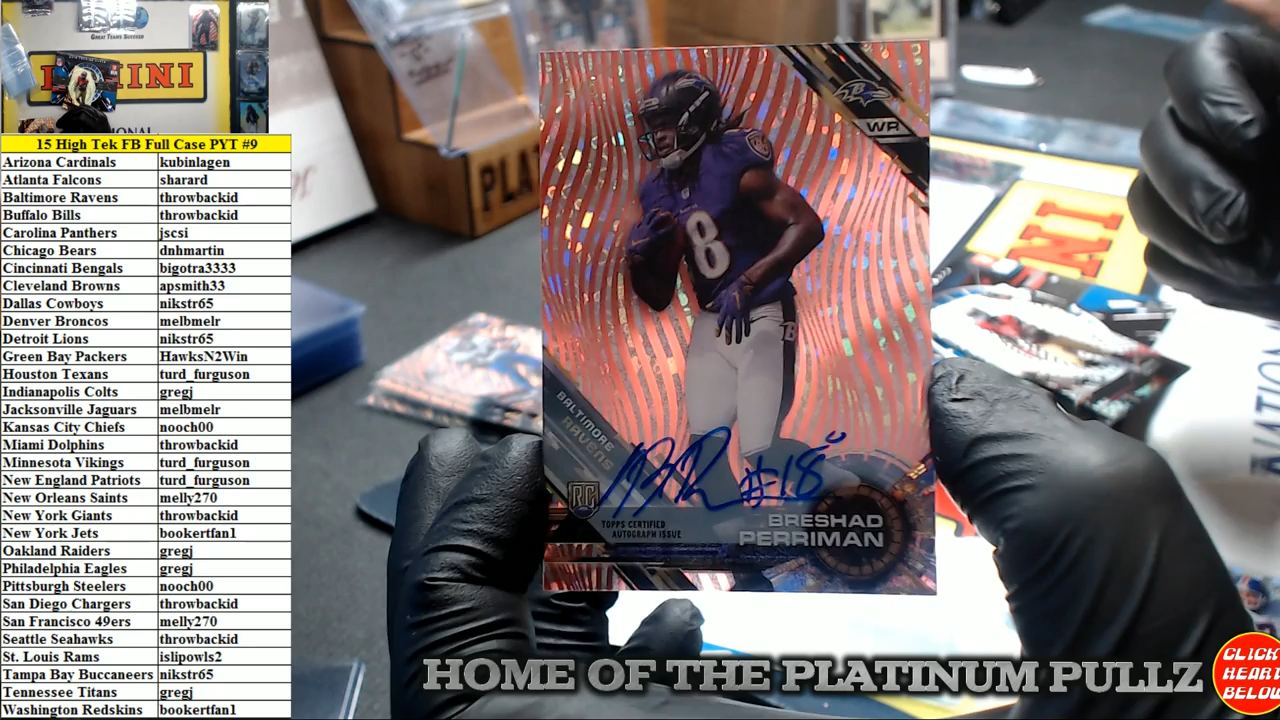 GREAT TEAMS SUCCEED
15 High Tek FB Full Case PYT #9
Arizona Cardinals kubinlagen
Atlanta Falcons sharard
Baltimore Ravens throwbackid
Buffalo Bills throwbackid
Carolina Panthers jscsi
Chicago Bears dnhmartin
Cincinnati Bengals bigotra3333
Cleveland Browns apsmith33
Dallas Cowboys nikstr65
Denver Broncos melbmelr
Detroit Lions nikstr65
Green Bay Packers HawksN2Win
Houston Texans turd_furguson
Indianapolis Colts gregj
Jacksonville Jaguars melbmelr
Kansas City Chiefs nooch00
Miami Dolphins throwbackid
Minnesota Vikings turd_furguson
New England Patriots turd_furguson
New Orleans Saints melly270
New York Giants throwbackid
New York Jets bookertfan1
Oakland Raiders gregj
Philadelphia Eagles gregj
Pittsburgh Steelers nooch00
San Diego Chargers throwbackid
San Francisco 49ers melly270
Seattle Seahawks throwbackid
St. Louis Rams islipowls2
Tampa Bay Buccaneers nikstr65
Tennessee Titans gregj
Washington Redskins bookertfan1
PLA
WR
8
BALTIMORE
RAVENS
#18
RC
TOPPS CERTIFIED
AUTOGRAPH ISSUE
BRESHAD
PERRIMAN
HOME OF THE PLATINUM PULLZ
CLICK
HEART
BELOW